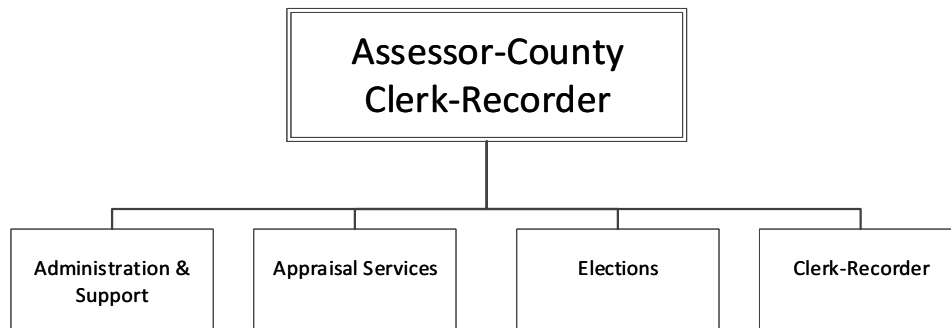 Assessor-County
Clerk-Recorder
Administration &
Support
Appraisal Services
Elections
Clerk-Recorder